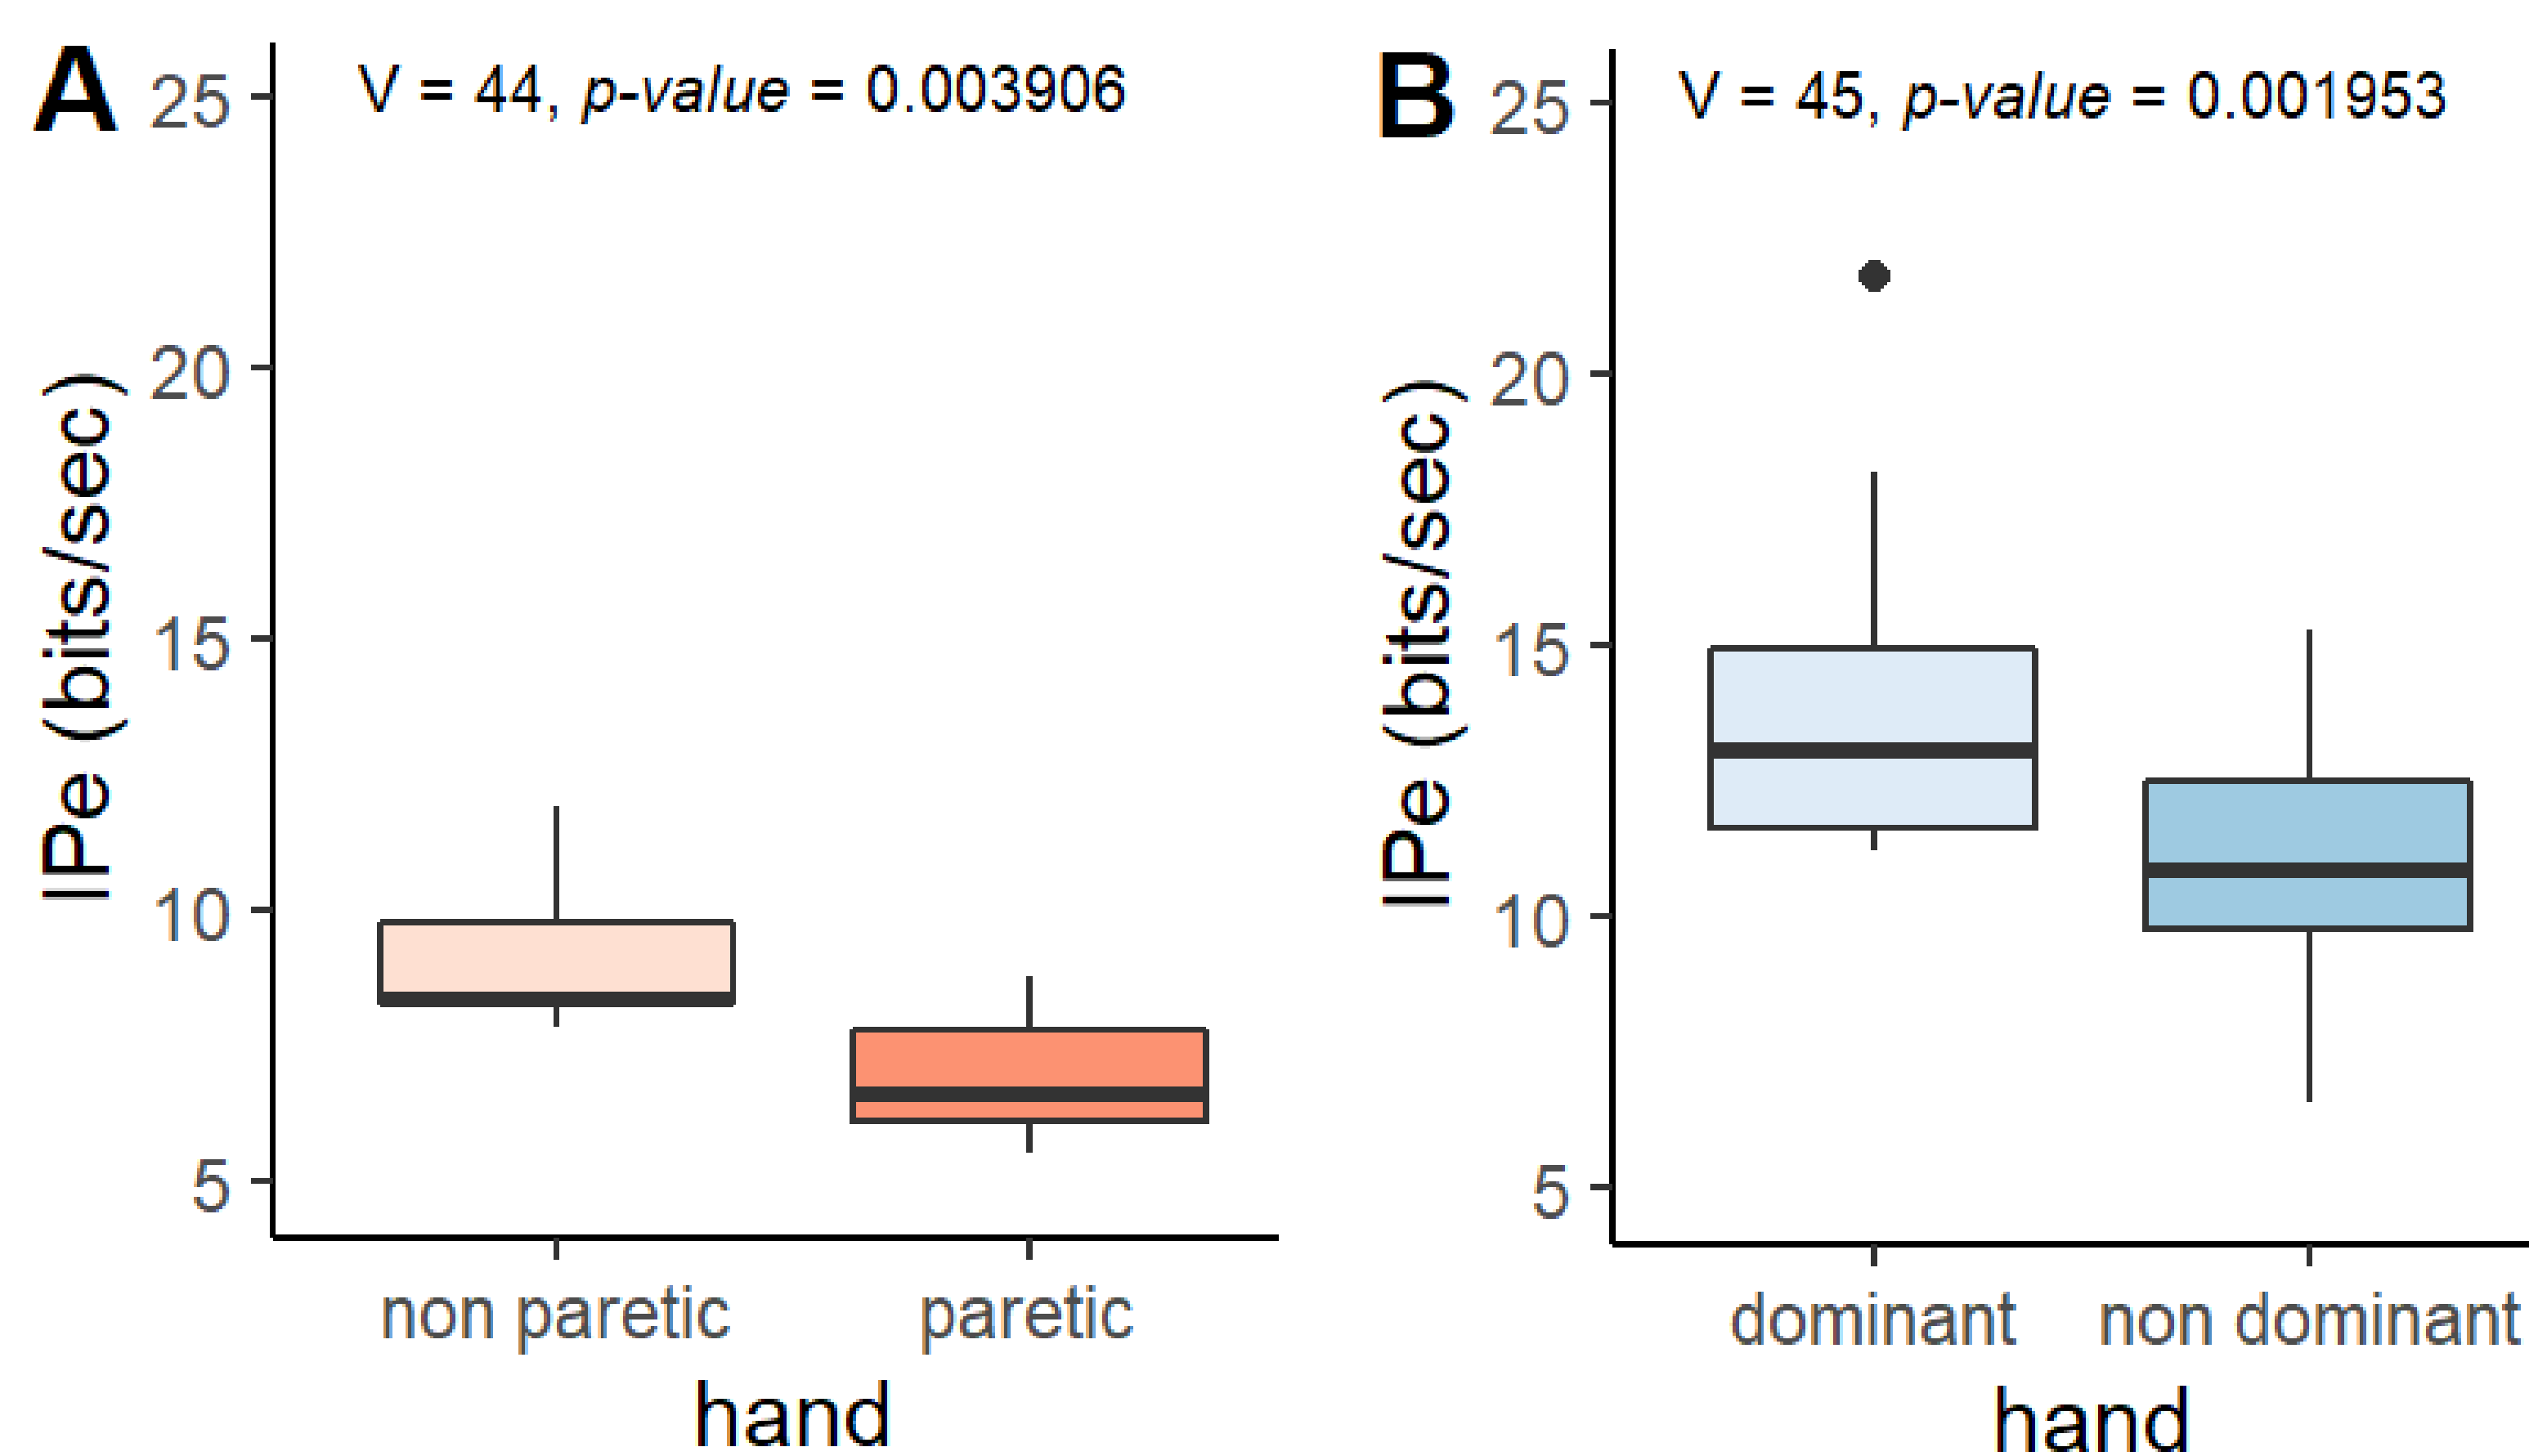 A
V = 44, p-value = 0.003906
25
20
15
10
5
IPe (bits/sec)
non paretic
paretic
hand
B
V = 45, p-value = 0.001953
25
20
15
10
5
IPe (bits/sec)
dominant
non dominant
hand